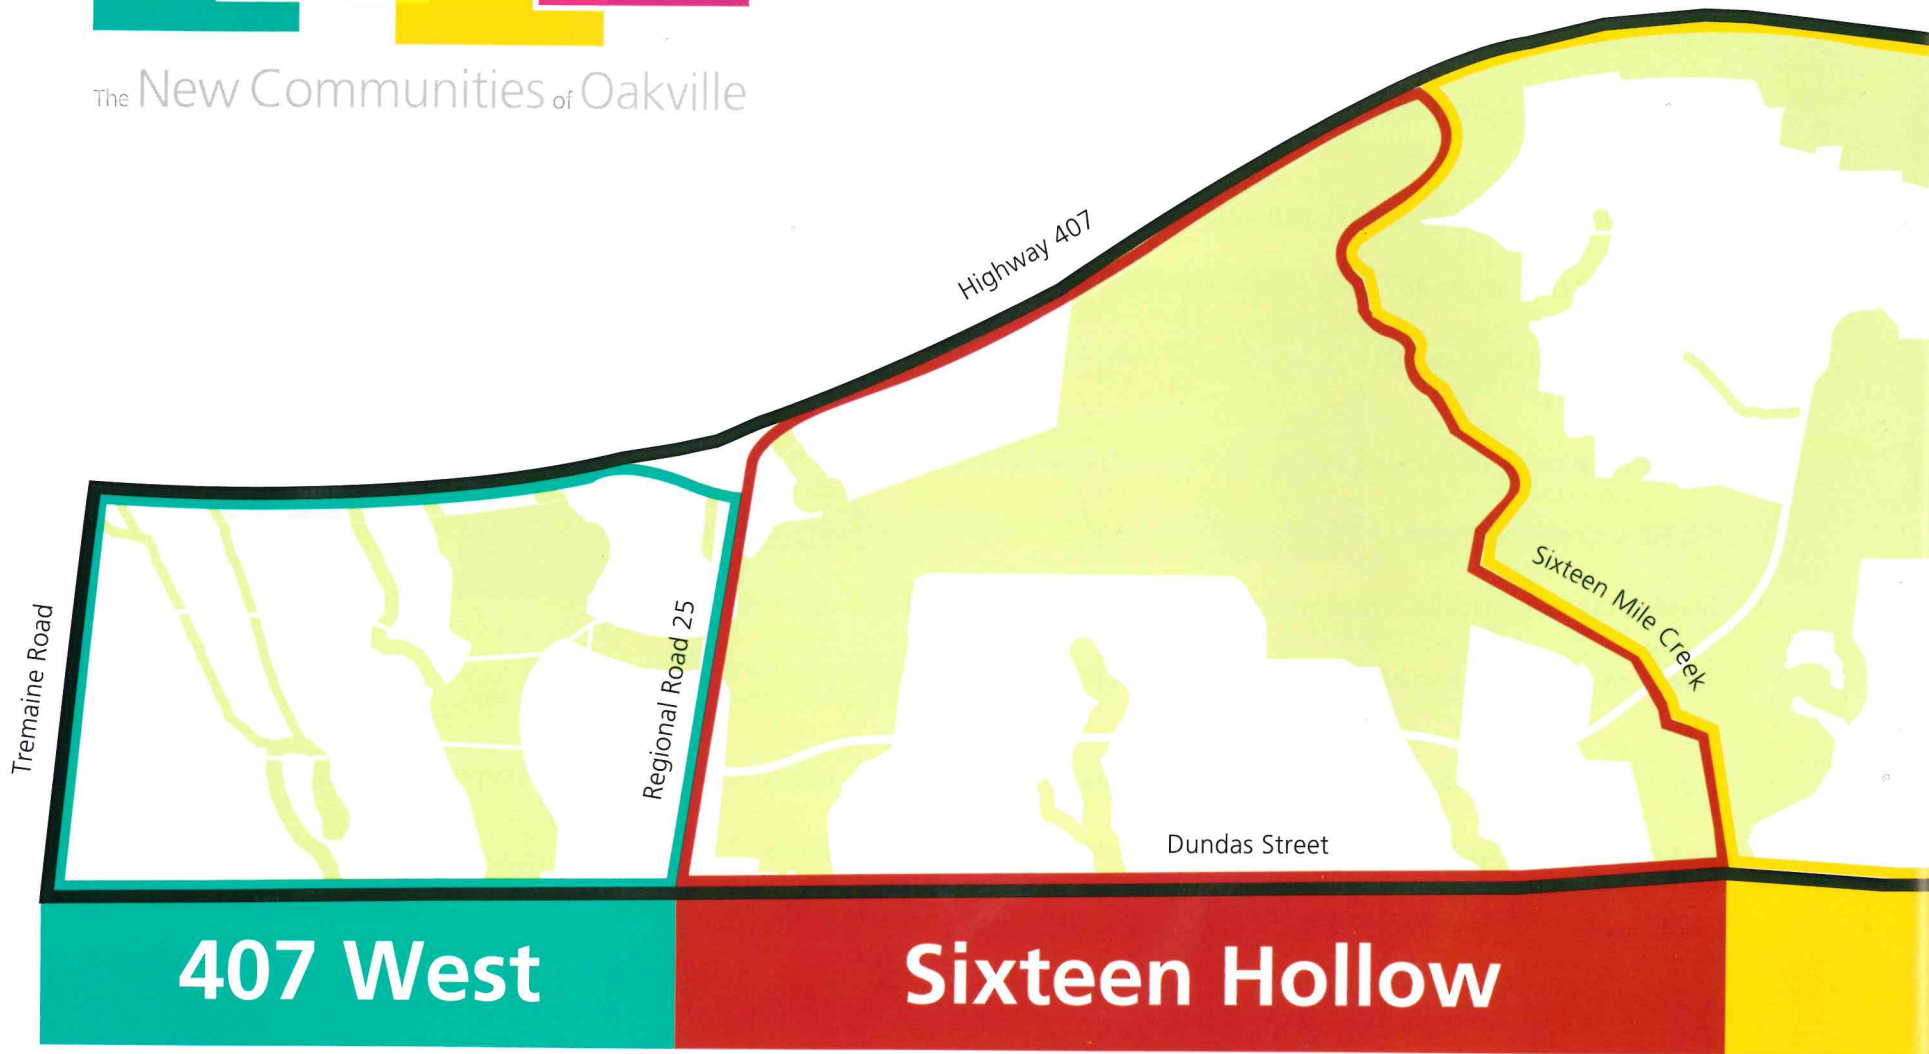 The New Communities of Oakville
Highway 407
Sixteen Mile Creek
Tremaine Road
Regional Road 25
Dundas Street
407 West
Sixteen Hollow